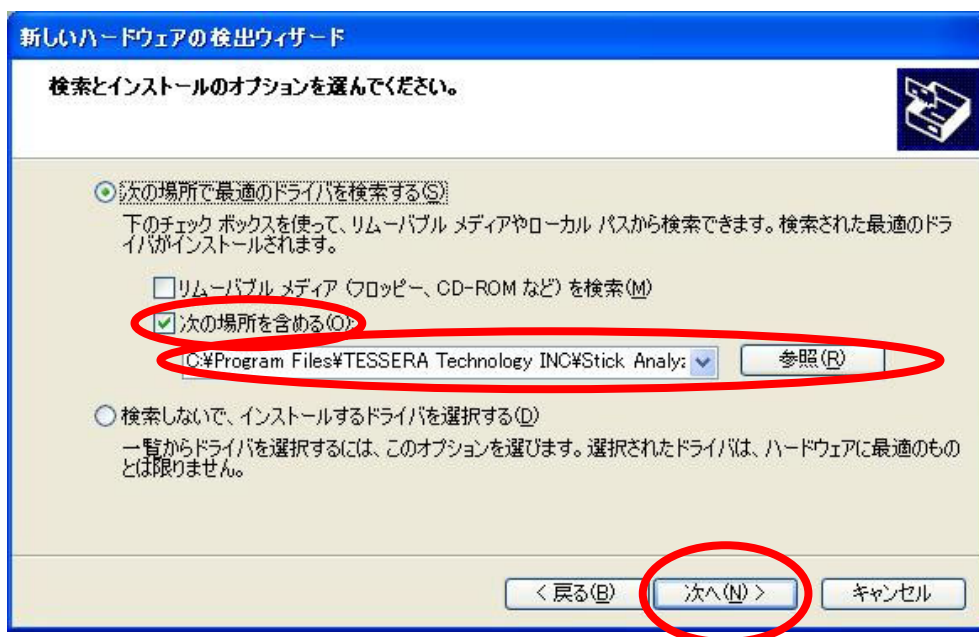 新しいハードウェアの検出ウィザード
検索とインストールのオプションを選んでください。
次の場所で最適のドライバを検索する(S)
下のチェック ボックスを使って、リムーバブル メディアやローカル パスから検索できます。検索された最適のドラ
イバがインストールされます。
リムーバブル メディア (フロッピー、CD-ROM など) を検索(M)
次の場所を含める(O):
C:¥Program Files¥TESSERA Technology INC¥Stick Analyz
参照(R)
検索しないで、インストールするドライバを選択する(D)
一覧からドライバを選択するには、このオプションを選びます。選択されたドライバは、ハードウェアに最適のもの
とは限りません。
< 戻る(B)
次へ(N) >
キャンセル